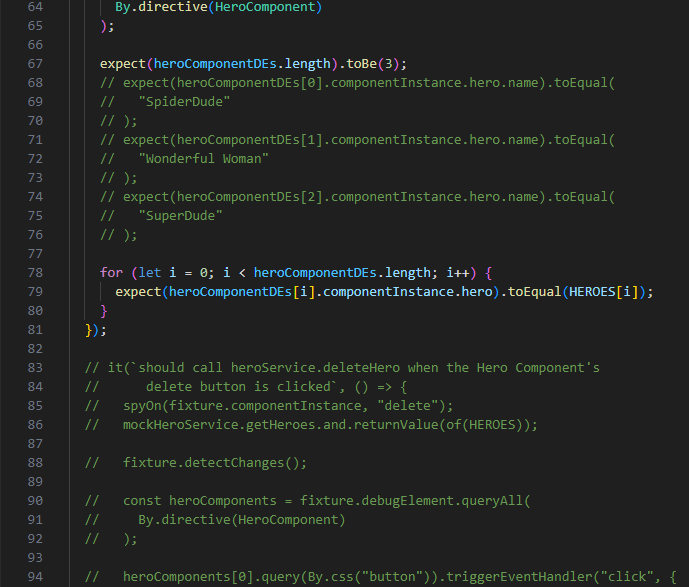 64 By.directive(HeroComponent)
65 );
66
67 expect(heroComponentDEs.length).toBe(3);
68 // expect(heroComponentDEs[0].componentInstance.hero.name).toEqual(
69 //   "SpiderDude"
70 // );
71 // expect(heroComponentDEs[1].componentInstance.hero.name).toEqual(
72 //   "Wonderful Woman"
73 // );
74 // expect(heroComponentDEs[2].componentInstance.hero.name).toEqual(
75 //   "SuperDude"
76 // );
77
78 for (let i = 0; i < heroComponentDEs.length; i++) {
79   expect(heroComponentDEs[i].componentInstance.hero).toEqual(HEROES[i]);
80 }
81 });
82
83 // it(`should call heroService.deleteHero when the Hero Component's
84 //      delete button is clicked`, () => {
85 //   spyOn(fixture.componentInstance, "delete");
86 //   mockHeroService.getHeroes.and.returnValue(of(HEROES));
87
88 //   fixture.detectChanges();
89
90 //   const heroComponents = fixture.debugElement.queryAll(
91 //     By.directive(HeroComponent)
92 //   );
93
94 //   heroComponents[0].query(By.css("button")).triggerEventHandler("click", {